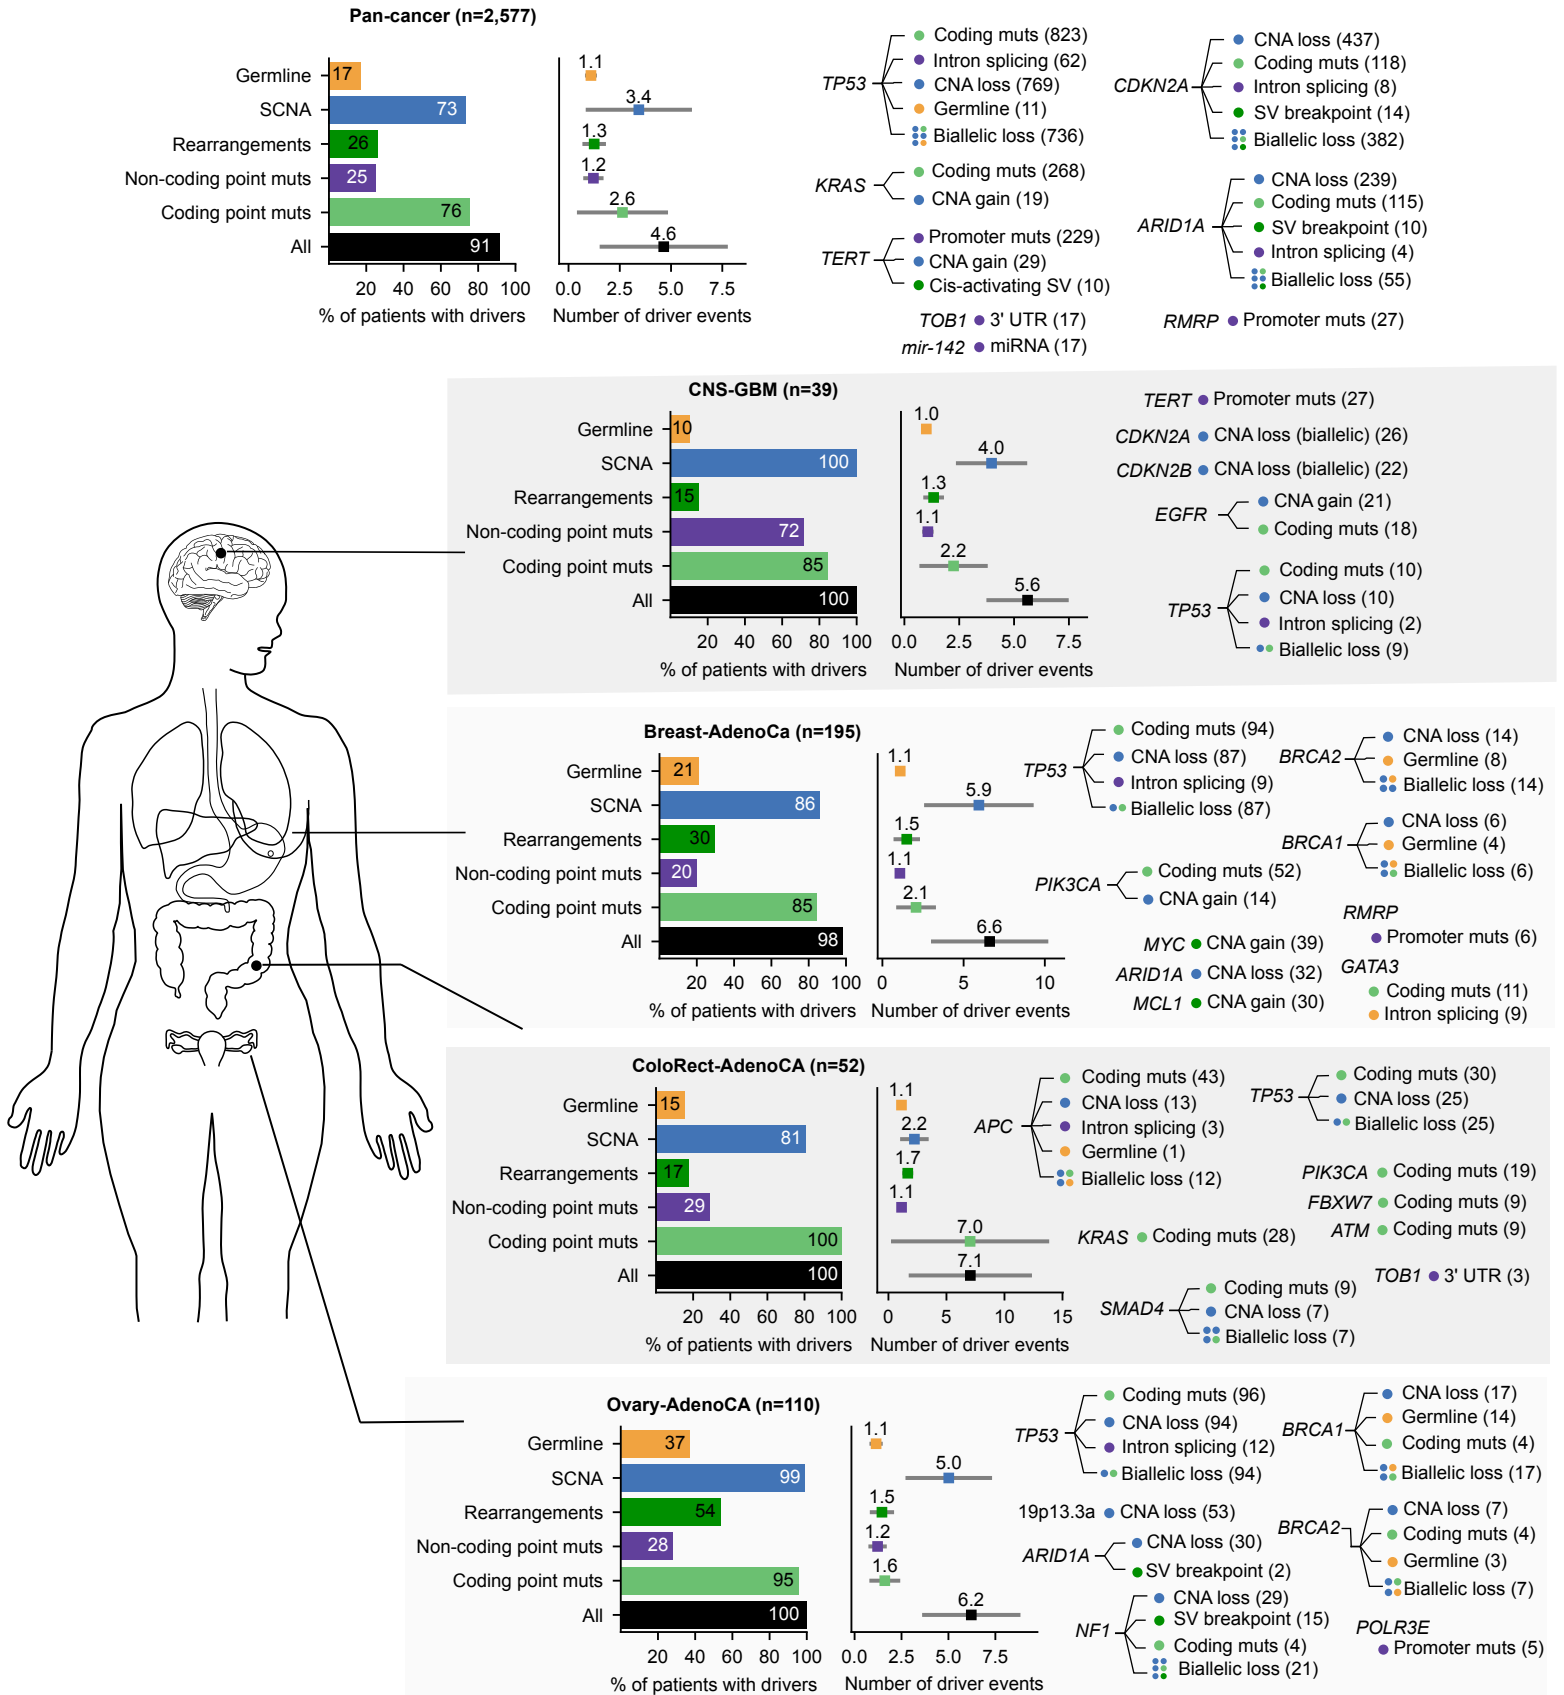 Pan-cancer (n=2,577)
Germline
SCNA
Rearrangements
Non-coding point muts
Coding point muts
All
17
73
26
25
76
91
20 40 60 80 100
% of patients with drivers
1.1
3.4
1.3
1.2
2.6
4.6
0.0 2.5 5.0 7.5
Number of driver events
TP53
Coding muts (823)
Intron splicing (62)
CNA loss (769)
Germline (11)
Biallelic loss (736)
KRAS
Coding muts (268)
CNA gain (19)
TERT
Promoter muts (229)
CNA gain (29)
Cis-activating SV (10)
TOB1 3' UTR (17)
mir-142 miRNA (17)
CDKN2A
CNA loss (437)
Coding muts (118)
Intron splicing (8)
SV breakpoint (14)
Biallelic loss (382)
ARID1A
CNA loss (239)
Coding muts (115)
SV breakpoint (10)
Intron splicing (4)
Biallelic loss (55)
RMRP Promoter muts (27)
CNS-GBM (n=39)
Germline
SCNA
Rearrangements
Non-coding point muts
Coding point muts
All
10
100
15
72
85
100
20 40 60 80 100
% of patients with drivers
1.0
4.0
1.3
1.1
2.2
5.6
0.0 2.5 5.0 7.5
Number of driver events
TERT Promoter muts (27)
CDKN2A CNA loss (biallelic) (26)
CDKN2B CNA loss (biallelic) (22)
EGFR
CNA gain (21)
Coding muts (18)
TP53
Coding muts (10)
CNA loss (10)
Intron splicing (2)
Biallelic loss (9)
Breast-AdenoCa (n=195)
Germline
SCNA
Rearrangements
Non-coding point muts
Coding point muts
All
21
86
30
20
85
98
20 40 60 80 100
% of patients with drivers
1.1
5.9
1.5
1.1
2.1
6.6
0 5 10
Number of driver events
TP53
Coding muts (94)
CNA loss (87)
Intron splicing (9)
Biallelic loss (87)
PIK3CA
Coding muts (52)
CNA gain (14)
MYC CNA gain (39)
ARID1A CNA loss (32)
MCL1 CNA gain (30)
BRCA2
CNA loss (14)
Germline (8)
Biallelic loss (14)
BRCA1
CNA loss (6)
Germline (4)
Biallelic loss (6)
RMRP
Promoter muts (6)
GATA3
Coding muts (11)
Intron splicing (9)
ColoRect-AdenoCA (n=52)
Germline
SCNA
Rearrangements
Non-coding point muts
Coding point muts
All
15
81
17
29
100
100
20 40 60 80 100
% of patients with drivers
1.1
2.2
1.7
1.1
7.0
7.1
0 5 10 15
Number of driver events
APC
Coding muts (43)
CNA loss (13)
Intron splicing (3)
Germline (1)
Biallelic loss (12)
KRAS Coding muts (28)
SMAD4
Coding muts (9)
CNA loss (7)
Biallelic loss (7)
TP53
Coding muts (30)
CNA loss (25)
Biallelic loss (25)
PIK3CA Coding muts (19)
FBXW7 Coding muts (9)
ATM Coding muts (9)
TOB1 3' UTR (3)
Ovary-AdenoCA (n=110)
Germline
SCNA
Rearrangements
Non-coding point muts
Coding point muts
All
37
99
54
28
95
100
20 40 60 80 100
% of patients with drivers
1.1
5.0
1.5
1.2
1.6
6.2
0.0 2.5 5.0 7.5
Number of driver events
TP53
Coding muts (96)
CNA loss (94)
Intron splicing (12)
Biallelic loss (94)
19p13.3a CNA loss (53)
ARID1A
CNA loss (30)
SV breakpoint (2)
NF1
CNA loss (29)
SV breakpoint (15)
Coding muts (4)
Biallelic loss (21)
BRCA1
CNA loss (17)
Germline (14)
Coding muts (4)
Biallelic loss (17)
BRCA2
CNA loss (7)
Coding muts (4)
Germline (3)
Biallelic loss (7)
POLR3E
Promoter muts (5)